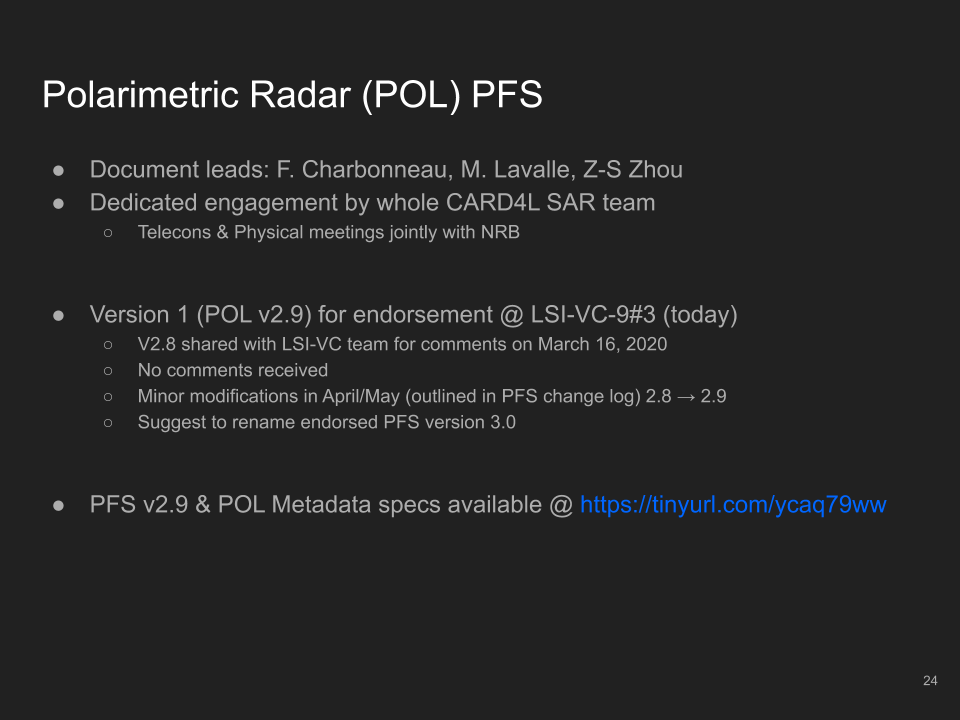 Polarimetric Radar (POL) PFS
● Document leads: F. Charbonneau, M. Lavalle, Z-S Zhou
● Dedicated engagement by whole CARD4L SAR team
○ Telecons & Physical meetings jointly with NRB
● Version 1 (POL v2.9) for endorsement @ LSI-VC-9#3 (today)
○ V2.8 shared with LSI-VC team for comments on March 16, 2020
○ No comments received
○ Minor modifications in April/May (outlined in PFS change log) 2.8 → 2.9
○ Suggest to rename endorsed PFS version 3.0
● PFS v2.9 & POL Metadata specs available @ https://tinyurl.com/ycaq79ww
24